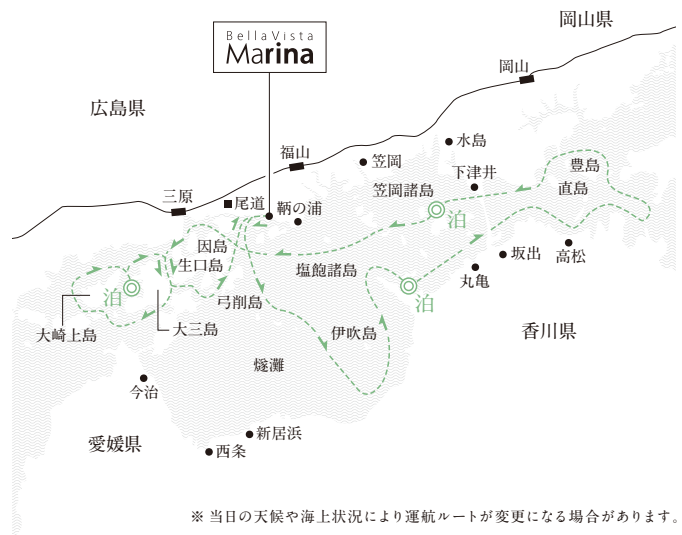 岡山県
BellaVista
Marina
岡山
広島県
水島
福山
笠岡
下津井
豊島
三原
尾道
笠岡諸島
直島
鞆の浦
泊
因島
坂出
高松
生口島
塩飽諸島
丸亀
泊
弓削島
泊
大崎上島
大三島
伊吹島
香川県
燧灘
今治
愛媛県
新居浜
西条
※ 当日の天候や海上状況により運航ルートが変更になる場合があります。